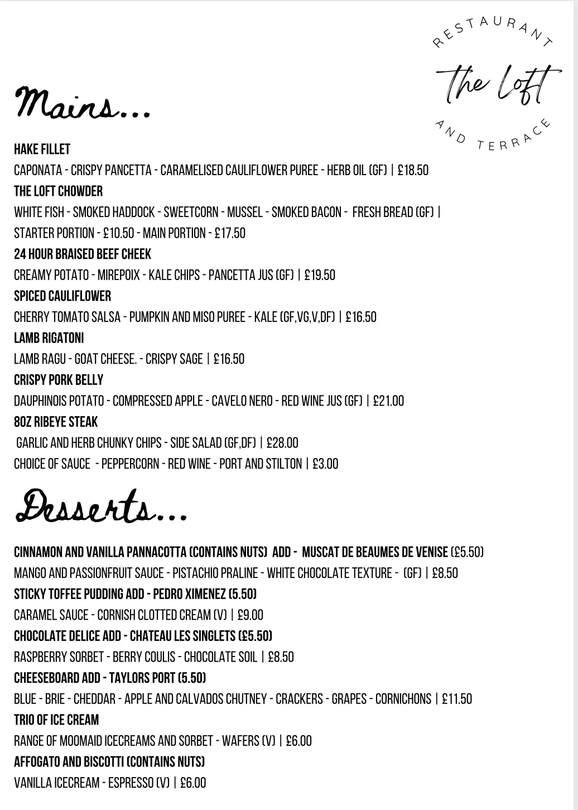 RESTAURANT
the Loft
AND TERRACE
Mains...
HAKE FILLET
CAPONATA - CRISPY PANCETTA - CARAMELISED CAULIFLOWER PUREE - HERB OIL (GF) | £18.50
THE LOFT CHOWDER
WHITE FISH - SMOKED HADDOCK - SWEETCORN - MUSSEL - SMOKED BACON - FRESH BREAD (GF) |
STARTER PORTION - £10.50 - MAIN PORTION - £17.50
24 HOUR BRAISED BEEF CHEEK
CREAMY POTATO - MIREPOIX - KALE CHIPS - PANCETTA JUS (GF) | £19.50
SPICED CAULIFLOWER
CHERRY TOMATO SALSA - PUMPKIN AND MISO PUREE - KALE (GF,VG,V,DF) | £16.50
LAMB RIGATONI
LAMB RAGU - GOAT CHEESE. - CRISPY SAGE | £16.50
CRISPY PORK BELLY
DAUPHINOIS POTATO - COMPRESSED APPLE - CAVELO NERO - RED WINE JUS (GF) | £21.00
8OZ RIBEYE STEAK
GARLIC AND HERB CHUNKY CHIPS - SIDE SALAD (GF,DF) | £28.00
CHOICE OF SAUCE - PEPPERCORN - RED WINE - PORT AND STILTON | £3.00
Desserts...
CINNAMON AND VANILLA PANNACOTTA (CONTAINS NUTS) ADD - MUSCAT DE BEAUMES DE VENISE (£5.50)
MANGO AND PASSIONFRUIT SAUCE - PISTACHIO PRALINE - WHITE CHOCOLATE TEXTURE - (GF) | £8.50
STICKY TOFFEE PUDDING ADD - PEDRO XIMENEZ (5.50)
CARAMEL SAUCE - CORNISH CLOTTED CREAM (V) | £9.00
CHOCOLATE DELICE ADD - CHATEAU LES SINGLETS (£5.50)
RASPBERRY SORBET - BERRY COULIS - CHOCOLATE SOIL | £8.50
CHEESEBOARD ADD - TAYLORS PORT (5.50)
BLUE - BRIE - CHEDDAR - APPLE AND CALVADOS CHUTNEY - CRACKERS - GRAPES - CORNICHONS | £11.50
TRIO OF ICE CREAM
RANGE OF MOOMAID ICECREAMS AND SORBET - WAFERS (V) | £6.00
AFFOGATO AND BISCOTTI (CONTAINS NUTS)
VANILLA ICECREAM - ESPRESSO (V) | £6.00